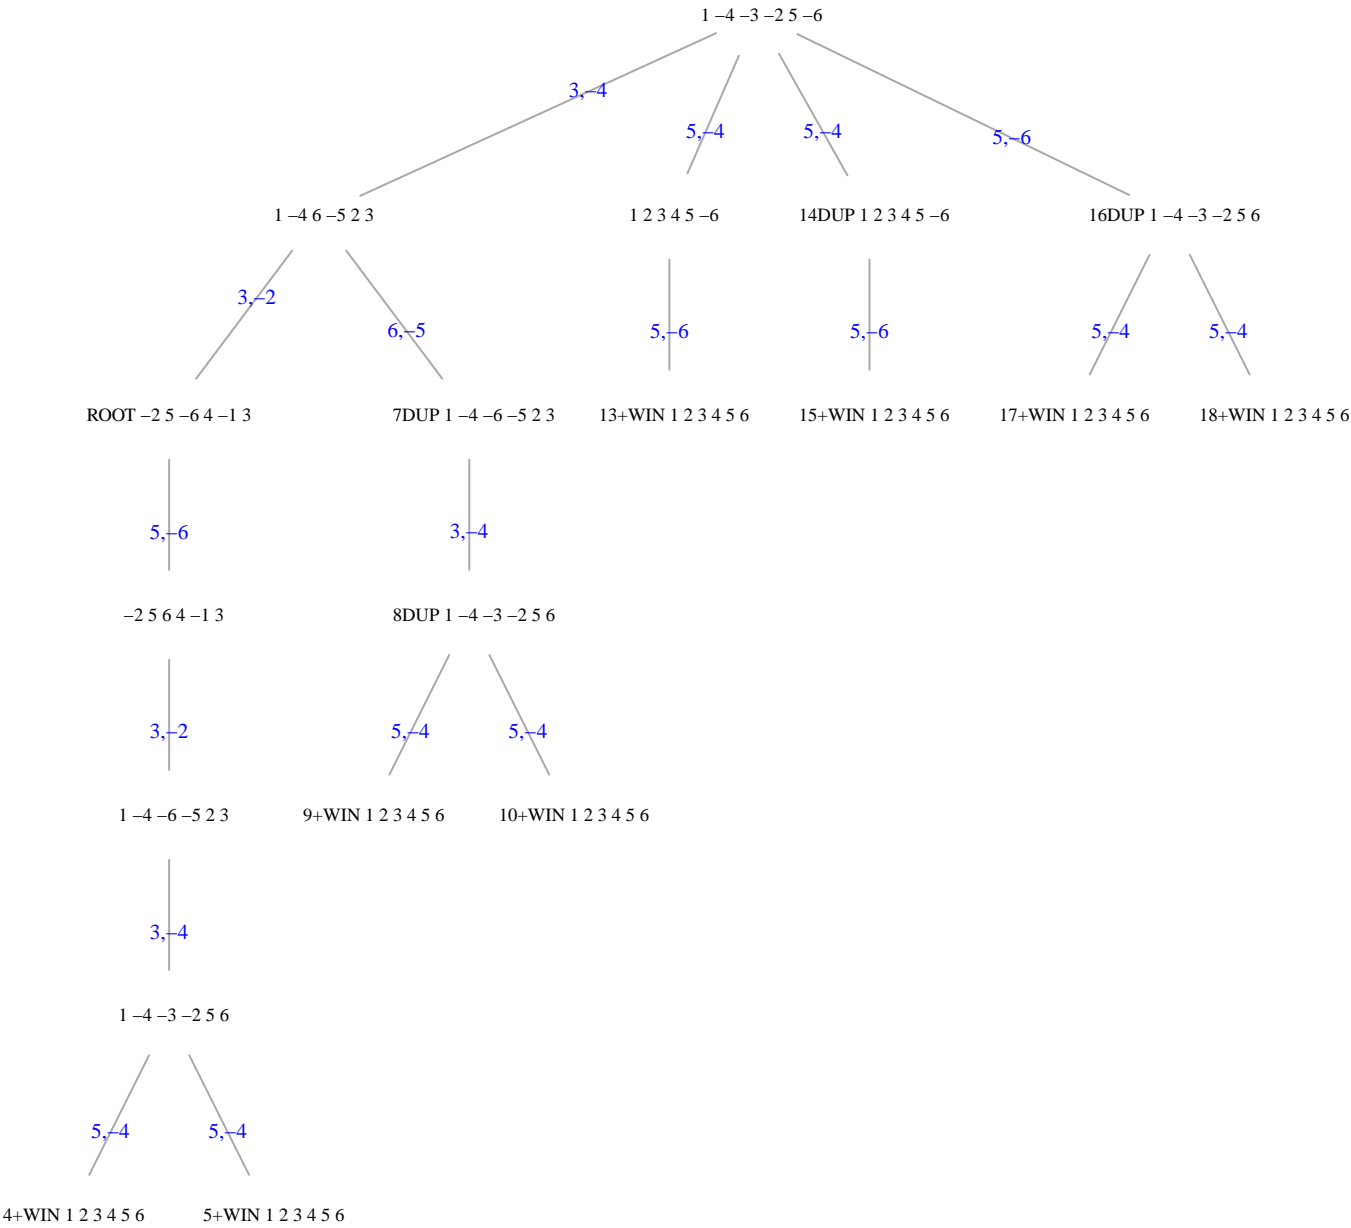 1 –4 –3 –2 5 –6
3,–4
5,–4
5,–4
5,–6
1 –4 6 –5 2 3
1 2 3 4 5 –6
14DUP 1 2 3 4 5 –6
16DUP 1 –4 –3 –2 5 6
3,–2
6,–5
5,–6
5,–6
5,–4
5,–4
ROOT –2 5 –6 4 –1 3
7DUP 1 –4 –6 –5 2 3
13+WIN 1 2 3 4 5 6
15+WIN 1 2 3 4 5 6
17+WIN 1 2 3 4 5 6
18+WIN 1 2 3 4 5 6
5,–6
3,–4
–2 5 6 4 –1 3
8DUP 1 –4 –3 –2 5 6
3,–2
5,–4
5,–4
1 –4 –6 –5 2 3
9+WIN 1 2 3 4 5 6
10+WIN 1 2 3 4 5 6
3,–4
1 –4 –3 –2 5 6
5,–4
5,–4
4+WIN 1 2 3 4 5 6
5+WIN 1 2 3 4 5 6